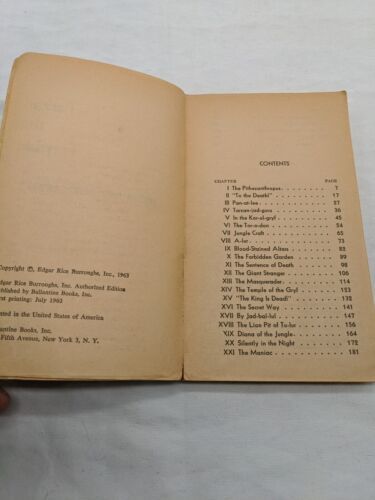 Copyright ©, Edgar Rice Burroughs, Inc., 1963
Edgar Rice Burroughs, Inc. Authorized Edition
Published by Ballantine Books, Inc.
First printing: July 1963
Printed in the United States of America
Ballantine Books, Inc.
Fifth Avenue, New York 3, N. Y.
CONTENTS
CHAPTER PAGE
I The Pithecanthropus 7
II "To the Death!" 17
III Pan-at-lee 27
IV Tarzan-jad-guru 36
V In the Kor-ul-gryf 45
VI The Tor-o-don 54
VII Jungle Craft 65
VIII A-lur 73
IX Blood-Stained Altars 82
X The Forbidden Garden 89
XI The Sentence of Death 98
XII The Giant Stranger 106
XIII The Masquerader 114
XIV The Temple of the Gryf 123
XV "The King Is Dead!" 132
XVI The Secret Way 141
XVII By Jad-bal-lul 147
XVIII The Lion Pit of Tu-lur 156
XIX Diana of the Jungle 164
XX Silently in the Night 172
XXI The Maniac 181